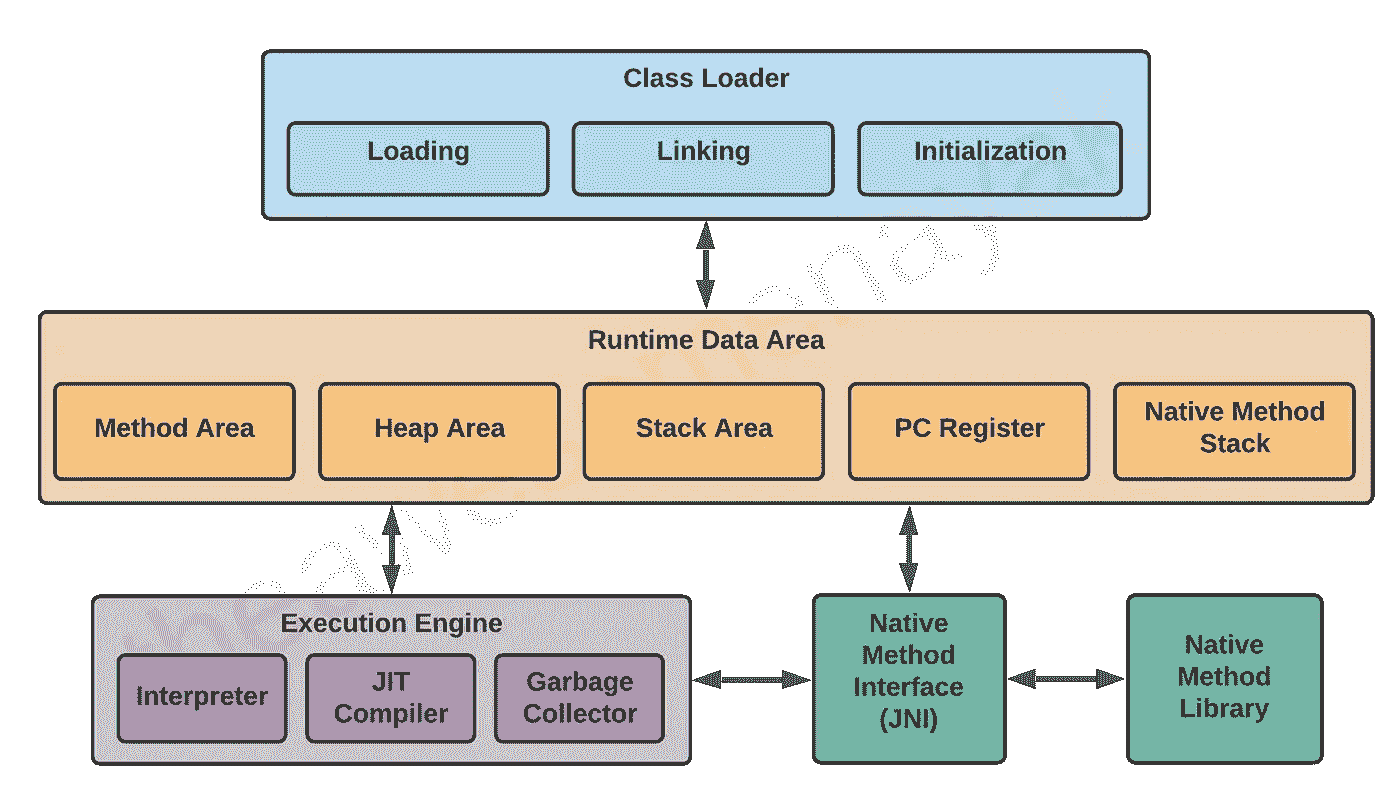 Class Loader
Loading
Linking
Initialization
Runtime Data Area
Method Area
Heap Area
Stack Area
PC Register
Native Method
Stack
Execution Engine
Interpreter
JIT
Compiler
Garbage
Collector
Native
Method
Interface
(JNI)
Native
Method
Library